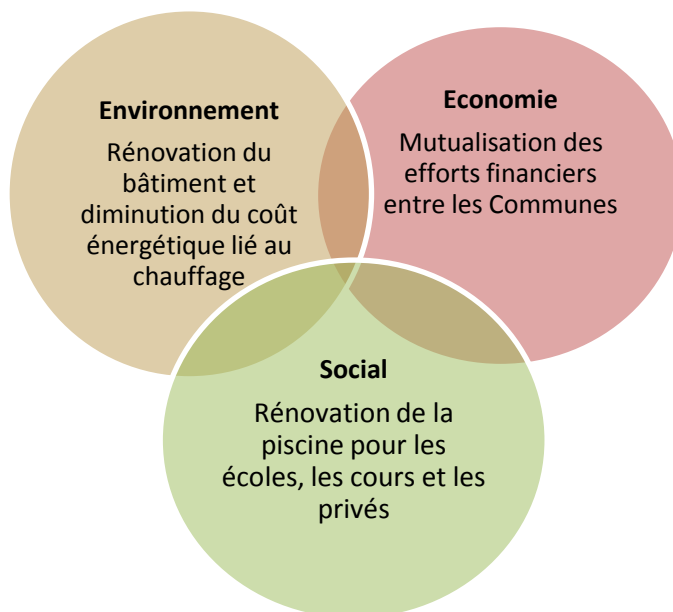 Environnement
Rénovation du
bâtiment et
diminution du coût
énergétique lié au
chauffage
Economie
Mutualisation des
efforts financiers
entre les Communes
Social
Rénovation de la
piscine pour les
écoles, les cours et les
privés